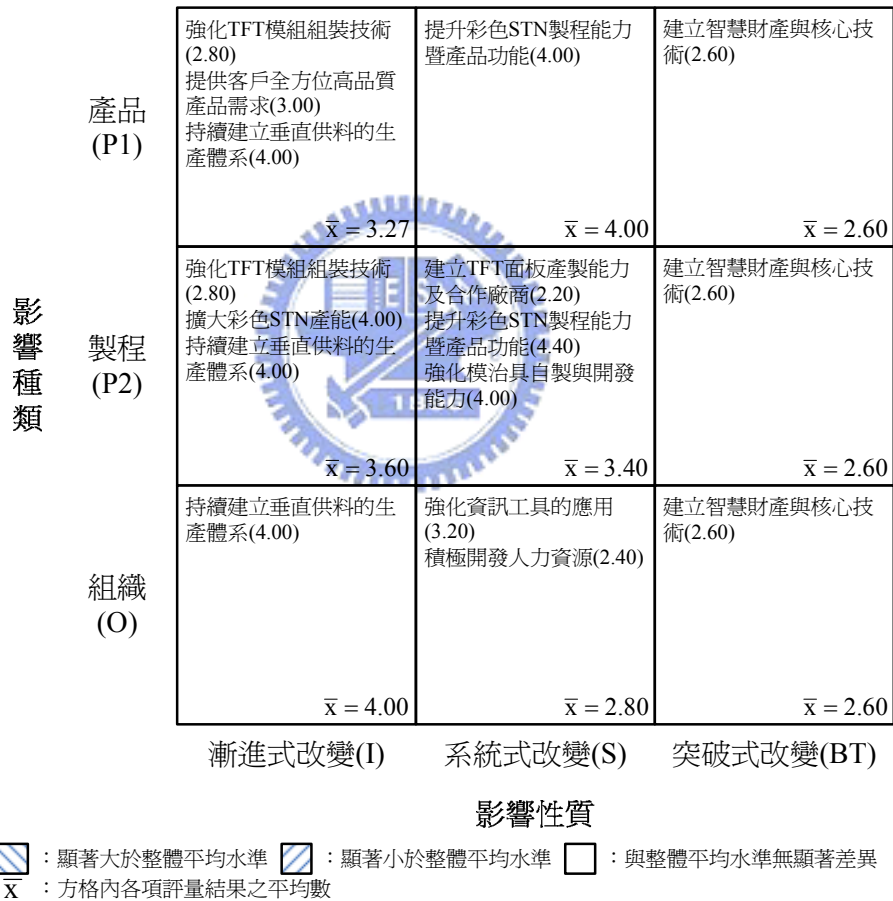 強化TFT模組組裝技術
(2.80)
提供客戶全方位高品質
產品需求(3.00)
持續建立垂直供料的生
產體系(4.00)
x̄ = 3.27
提升彩色STN製程能力
暨產品功能(4.00)
x̄ = 4.00
建立智慧財產與核心技
術(2.60)
x̄ = 2.60
產品
(P1)
強化TFT模組組裝技術
(2.80)
擴大彩色STN產能(4.00)
持續建立垂直供料的生
產體系(4.00)
x̄ = 3.60
建立TFT面板產製能力
及合作廠商(2.20)
提升彩色STN製程能力
暨產品功能(4.40)
強化模治具自製與開發
能力(4.00)
x̄ = 3.40
建立智慧財產與核心技
術(2.60)
x̄ = 2.60
影響種類
製程
(P2)
持續建立垂直供料的生
產體系(4.00)
x̄ = 4.00
強化資訊工具的應用
(3.20)
積極開發人力資源(2.40)
x̄ = 2.80
建立智慧財產與核心技
術(2.60)
x̄ = 2.60
組織
(O)
漸進式改變(I)
系統式改變(S)
突破式改變(BT)
影響性質
：顯著大於整體平均水準
：顯著小於整體平均水準
：與整體平均水準無顯著差異
x̄ ：方格內各項評量結果之平均數